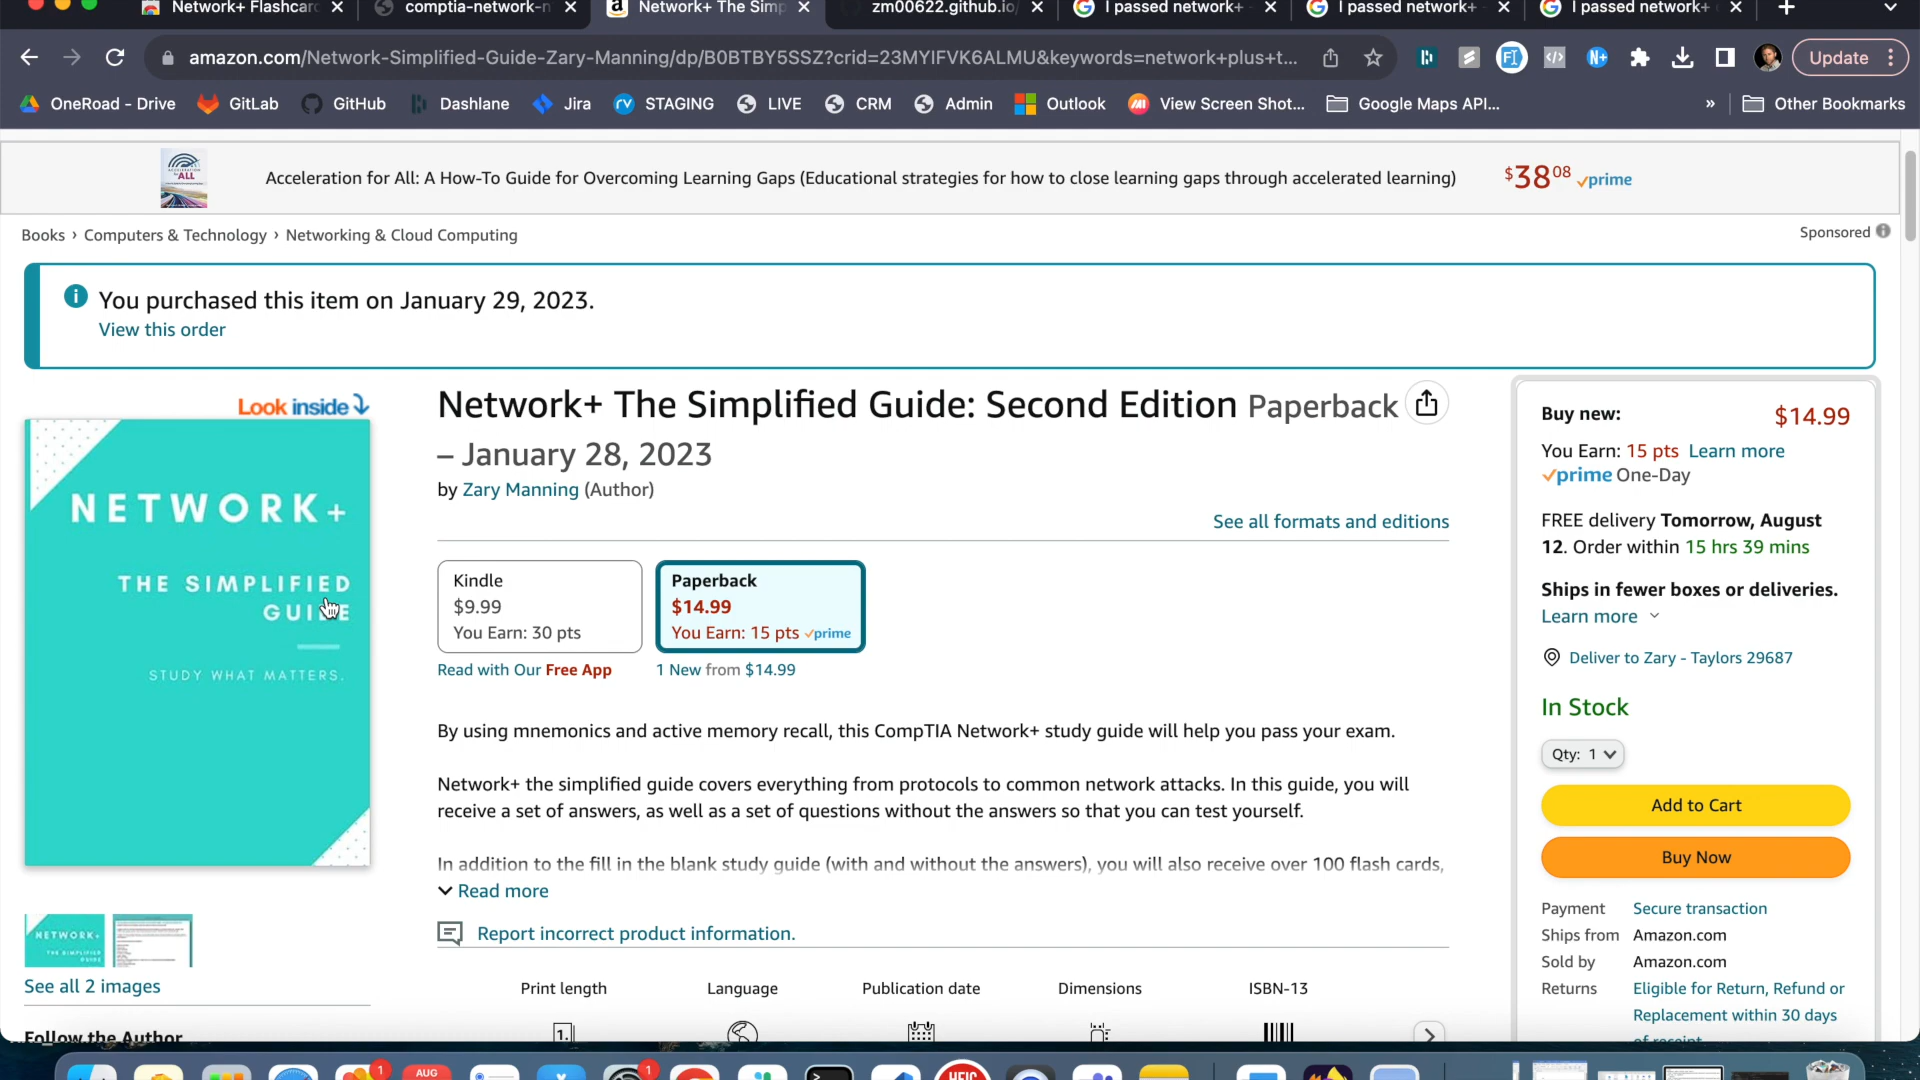 Network+ Flashcar
comptia-network-n
Network+ The Simp
zm00622.github.io/
I passed network+
I passed network+
I passed network+
amazon.com/Network-Simplified-Guide-Zary-Manning/dp/B0BTBY5SSZ?crid=23MYIFVK6ALMU&keywords=network+plus+t...
Update
OneRoad - Drive
GitLab
GitHub
Dashlane
Jira
STAGING
LIVE
CRM
Admin
Outlook
View Screen Shot...
Google Maps API...
»
Other Bookmarks
Acceleration for All: A How-To Guide for Overcoming Learning Gaps (Educational strategies for how to close learning gaps through accelerated learning)
$38 08 prime
Books › Computers & Technology › Networking & Cloud Computing
Sponsored
You purchased this item on January 29, 2023.
View this order
Look inside
NETWORK+
THE SIMPLIFIED
GUIDE
STUDY WHAT MATTERS.
See all 2 images
Follow the Author
Network+ The Simplified Guide: Second Edition Paperback
– January 28, 2023
by Zary Manning (Author)
See all formats and editions
Kindle
$9.99
You Earn: 30 pts
Read with Our Free App
Paperback
$14.99
You Earn: 15 pts prime
1 New from $14.99
By using mnemonics and active memory recall, this CompTIA Network+ study guide will help you pass your exam.
Network+ the simplified guide covers everything from protocols to common network attacks. In this guide, you will
receive a set of answers, as well as a set of questions without the answers so that you can test yourself.
In addition to the fill in the blank study guide (with and without the answers), you will also receive over 100 flash cards,
Read more
Report incorrect product information.
Print length
Language
Publication date
Dimensions
ISBN-13
Buy new:
$14.99
You Earn: 15 pts Learn more
prime One-Day
FREE delivery Tomorrow, August
12. Order within 15 hrs 39 mins
Ships in fewer boxes or deliveries.
Learn more
Deliver to Zary - Taylors 29687
In Stock
Qty: 1
Add to Cart
Buy Now
Payment Secure transaction
Ships from Amazon.com
Sold by Amazon.com
Returns Eligible for Return, Refund or
Replacement within 30 days
of receipt
1
AUG
1
HEIC